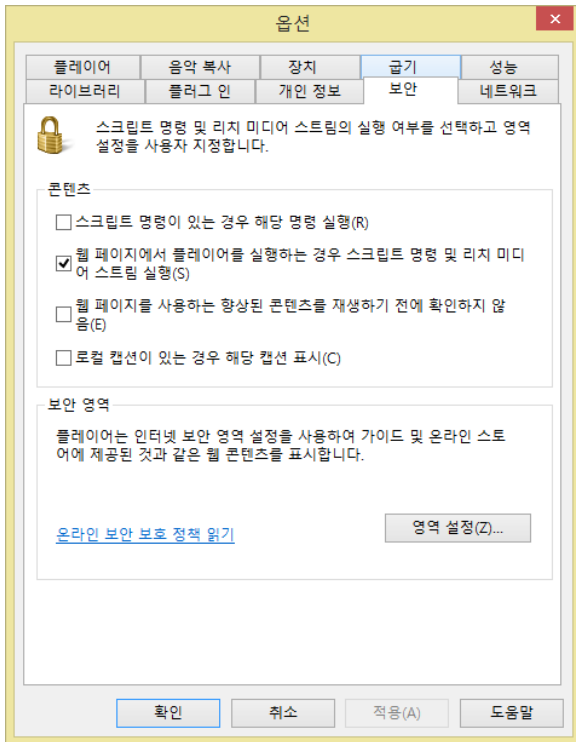 옵션
플레이어 음악 복사 장치 굽기 성능
라이브러리 플러그 인 개인 정보 보안 네트워크
스크립트 명령 및 리치 미디어 스트림의 실행 여부를 선택하고 영역
설정을 사용자 지정합니다.
콘텐츠
스크립트 명령이 있는 경우 해당 명령 실행(R)
웹 페이지에서 플레이어를 실행하는 경우 스크립트 명령 및 리치 미디
어 스트림 실행(S)
웹 페이지를 사용하는 향상된 콘텐츠를 재생하기 전에 확인하지 않
음(E)
로컬 캡션이 있는 경우 해당 캡션 표시(C)
보안 영역
플레이어는 인터넷 보안 영역 설정을 사용하여 가이드 및 온라인 스토
어에 제공된 것과 같은 웹 콘텐츠를 표시합니다.
온라인 보안 보호 정책 읽기
영역 설정(Z)...
확인 취소 적용(A) 도움말